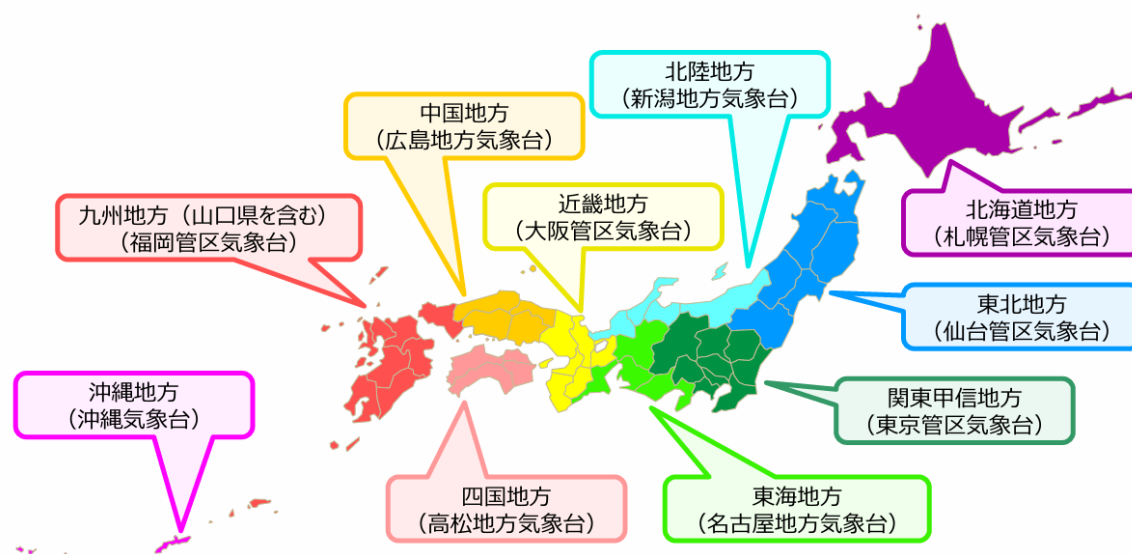 北陸地方
(新潟地方気象台)
中国地方
(広島地方気象台)
近畿地方
(大阪管区気象台)
九州地方(山口県を含む)
(福岡管区気象台)
北海道地方
(札幌管区気象台)
東北地方
(仙台管区気象台)
沖縄地方
(沖縄気象台)
関東甲信地方
(東京管区気象台)
四国地方
(高松地方気象台)
東海地方
(名古屋地方気象台)